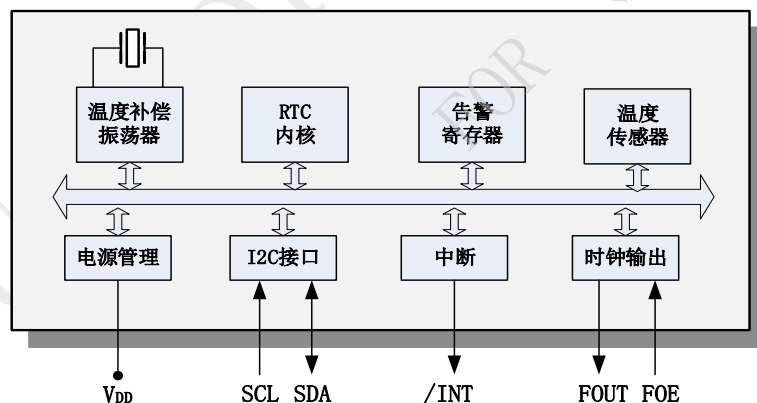 温度补偿
振荡器
RTC
内核
告警
寄存器
温度
传感器
电源管理
I2C接口
中断
时钟输出
VDD
SCL SDA
/INT
FOUT FOE
FOR